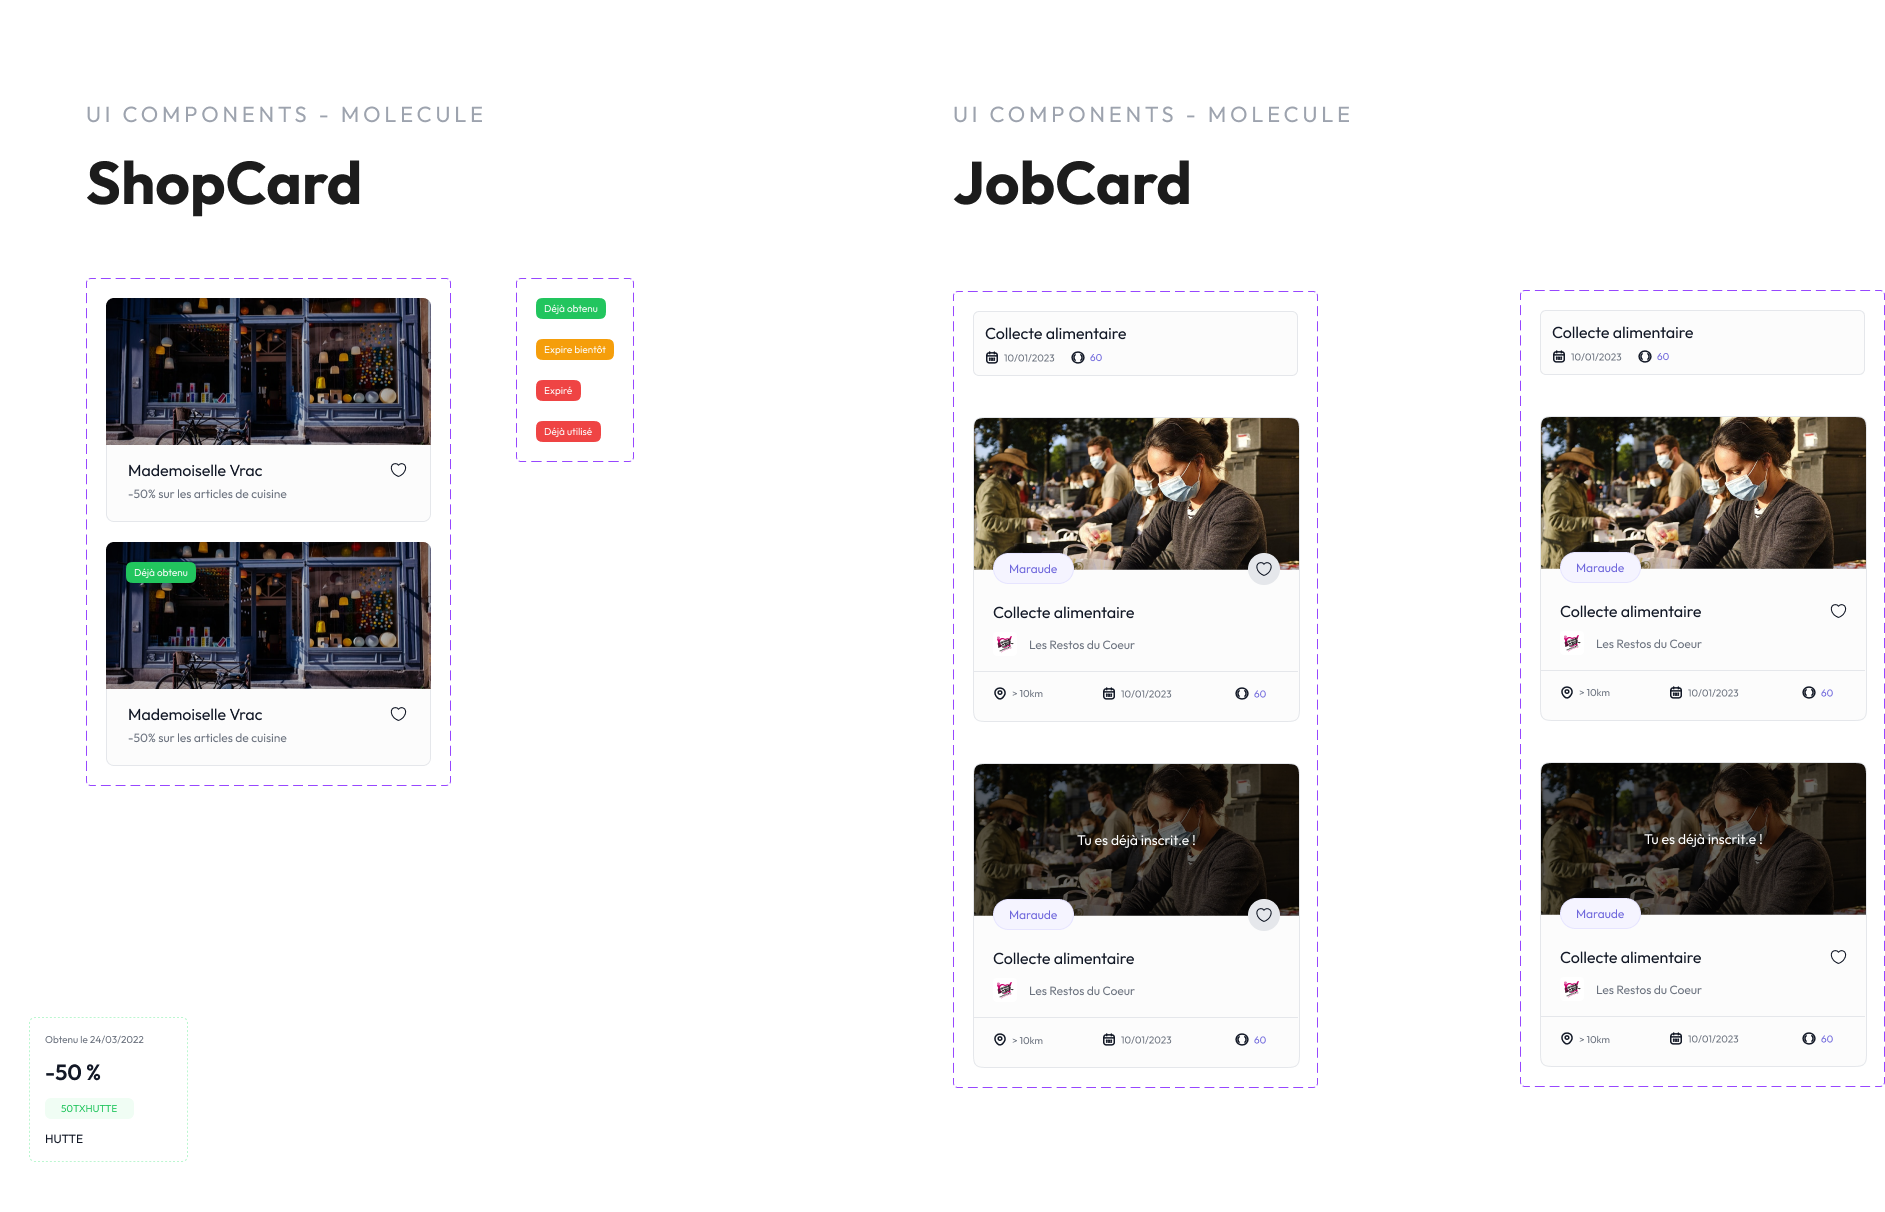 UI COMPONENTS - MOLECULE
ShopCard
Mademoiselle Vrac
-50% sur les articles de cuisine
Déjà obtenu
Mademoiselle Vrac
-50% sur les articles de cuisine
Déjà obtenu
Expire bientôt
Expiré
Déjà utilisé
Obtenu le 24/03/2022
-50 %
50TXHUTTE
HUTTE
UI COMPONENTS - MOLECULE
JobCard
Collecte alimentaire
10/01/2023 60
Maraude
Collecte alimentaire
Les Restos du Coeur
> 10km 10/01/2023 60
Tu es déjà inscrit.e !
Maraude
Collecte alimentaire
Les Restos du Coeur
> 10km 10/01/2023 60
Collecte alimentaire
10/01/2023 60
Maraude
Collecte alimentaire
Les Restos du Coeur
> 10km 10/01/2023 60
Tu es déjà inscrit.e !
Maraude
Collecte alimentaire
Les Restos du Coeur
> 10km 10/01/2023 60